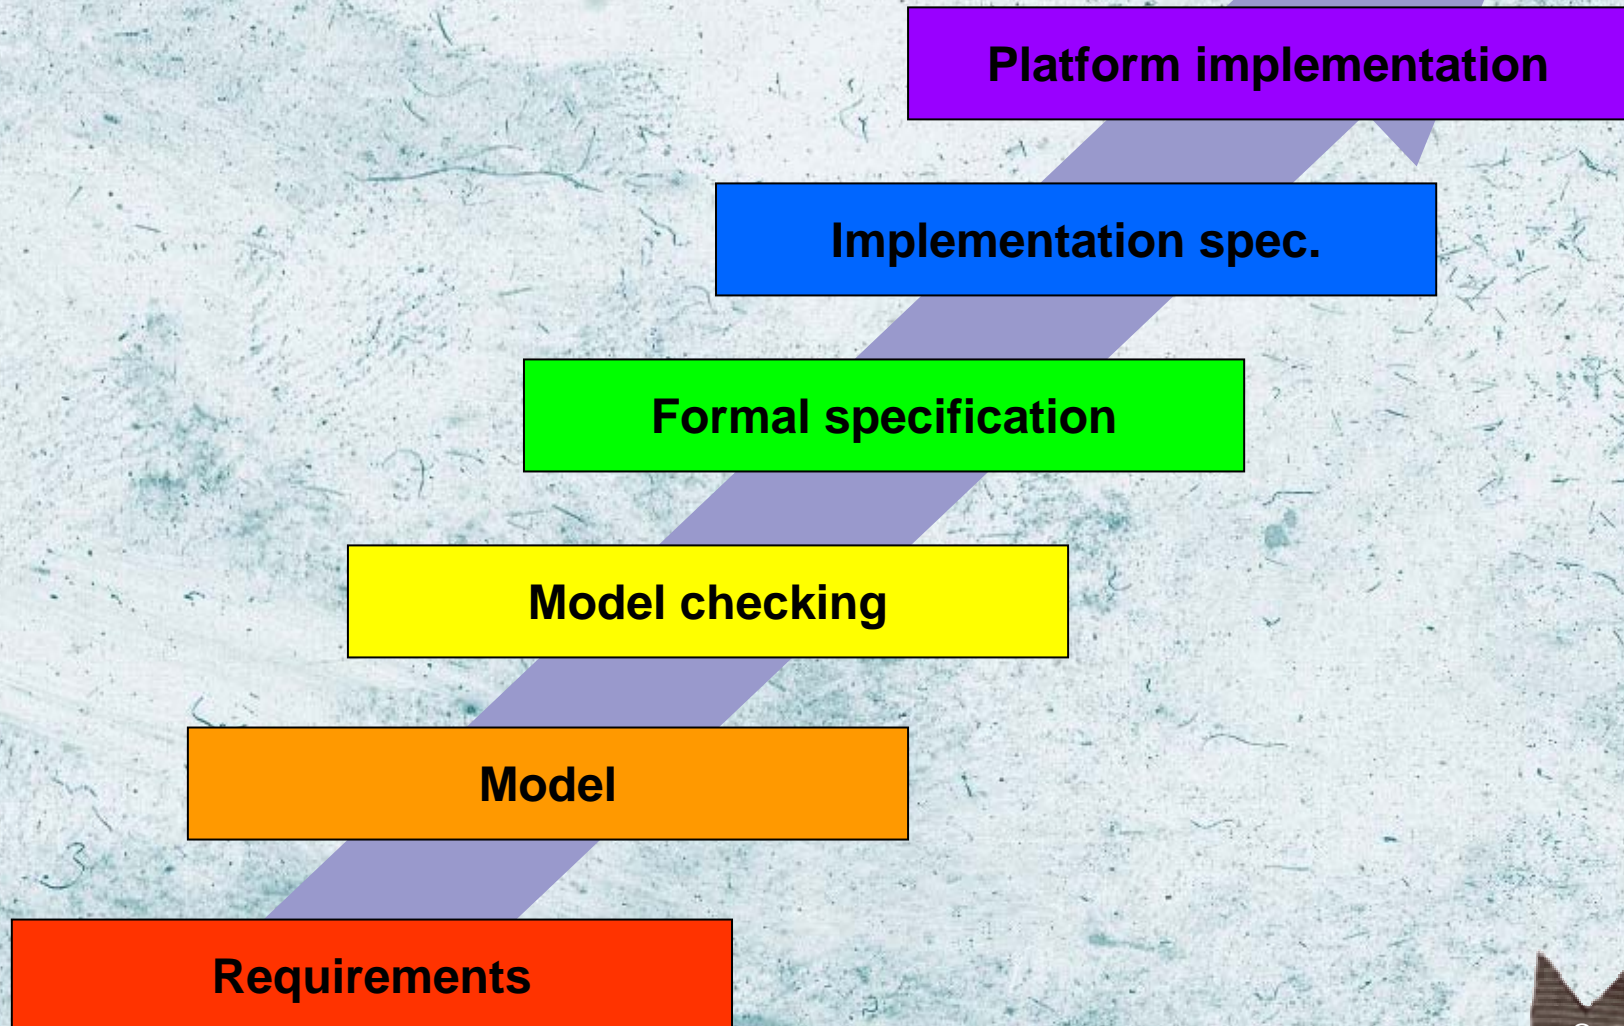 Platform implementation
Implementation spec.
Formal specification
Model checking
Model
Requirements